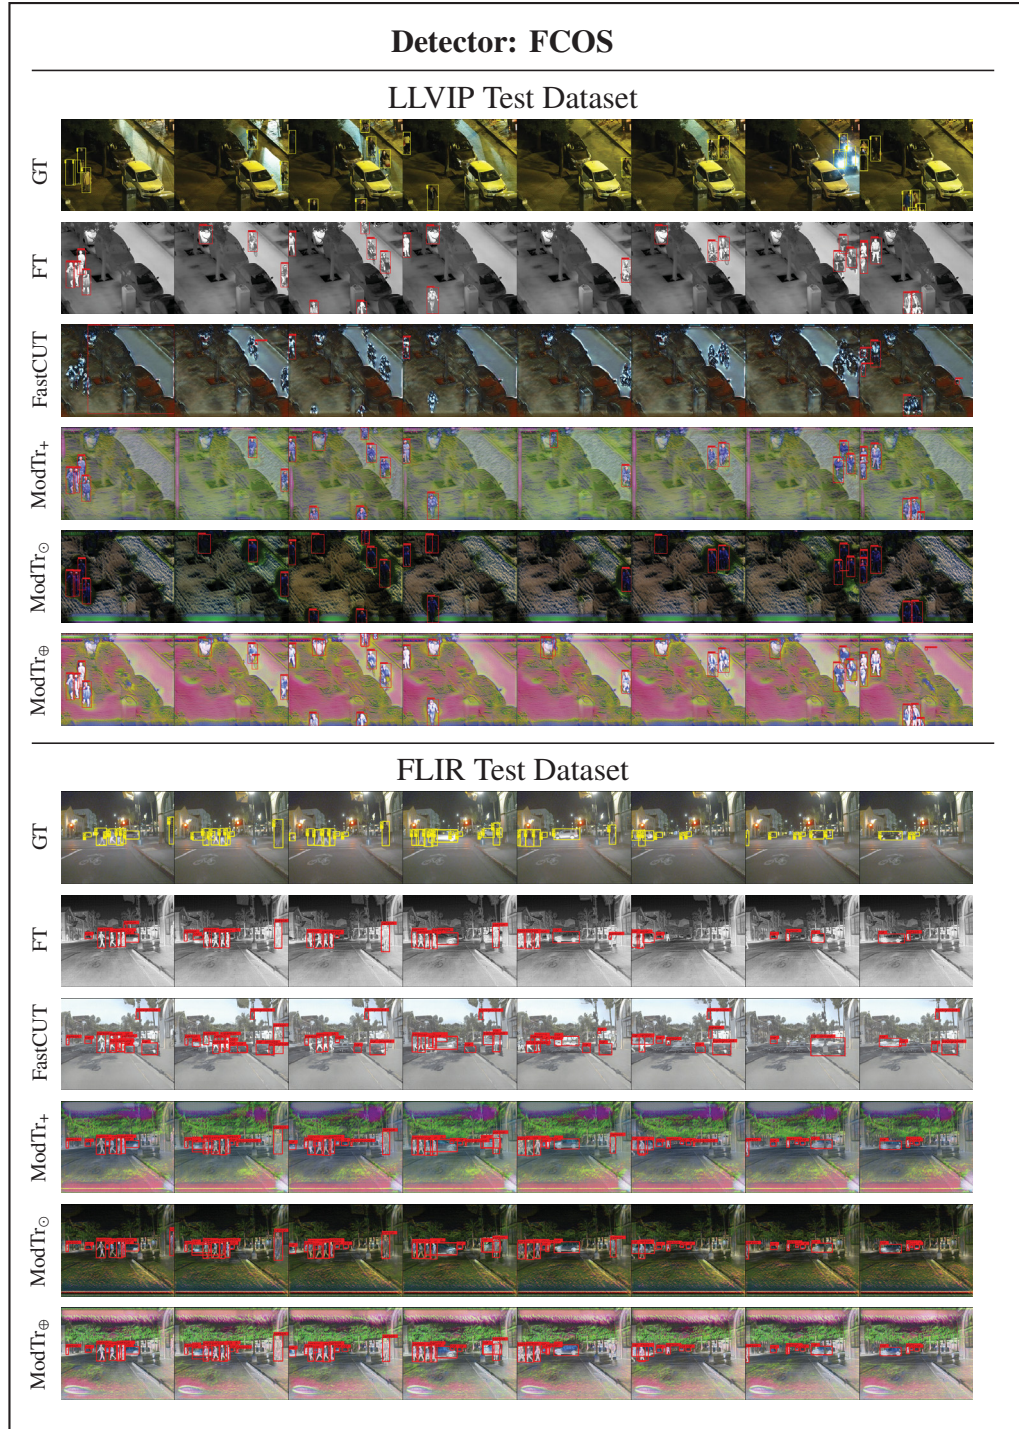 Detector: FCOS
LLVIP Test Dataset
GT
FT
FastCUT
ModTr₊
ModTr⊙
ModTr⊕
FLIR Test Dataset
GT
FT
FastCUT
ModTr₊
ModTr⊙
ModTr⊕